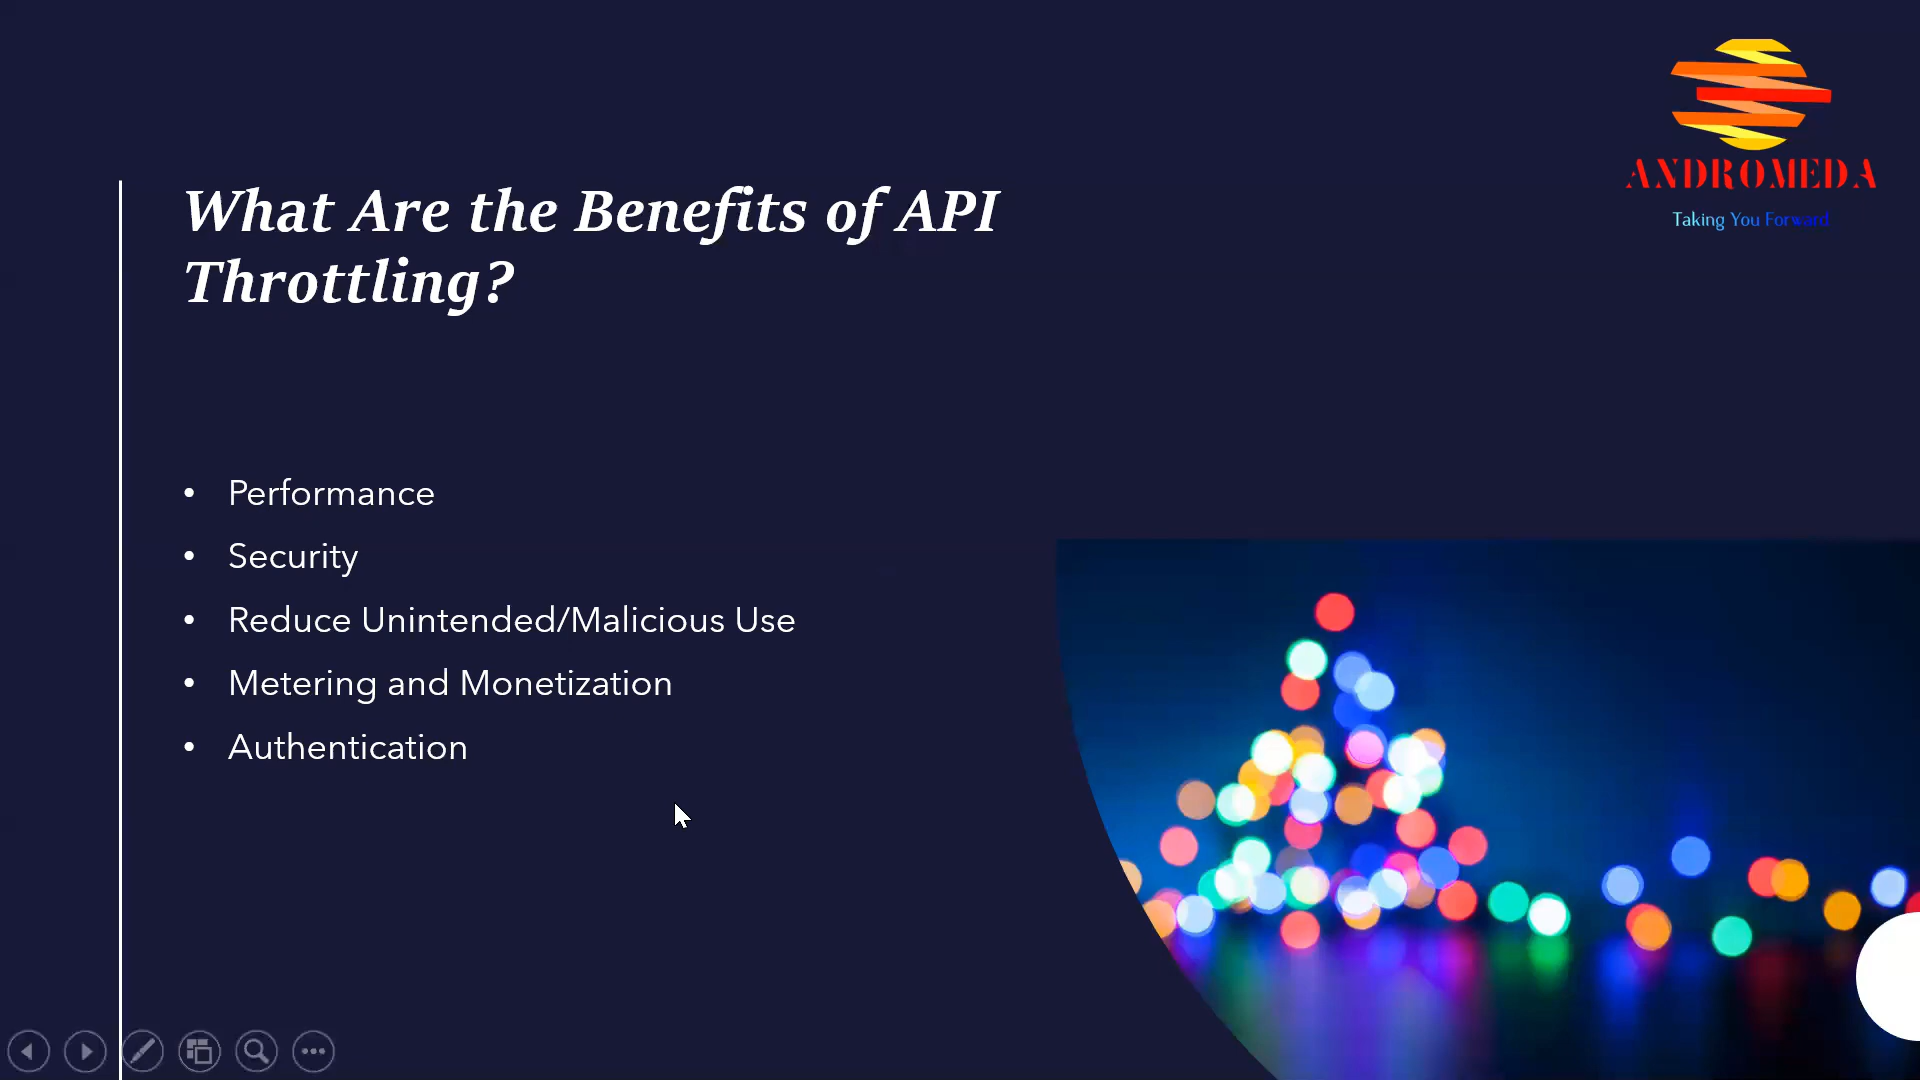 ANDROMEDA
Taking You Forward
What Are the Benefits of API
Throttling?
• Performance
• Security
• Reduce Unintended/Malicious Use
• Metering and Monetization
• Authentication